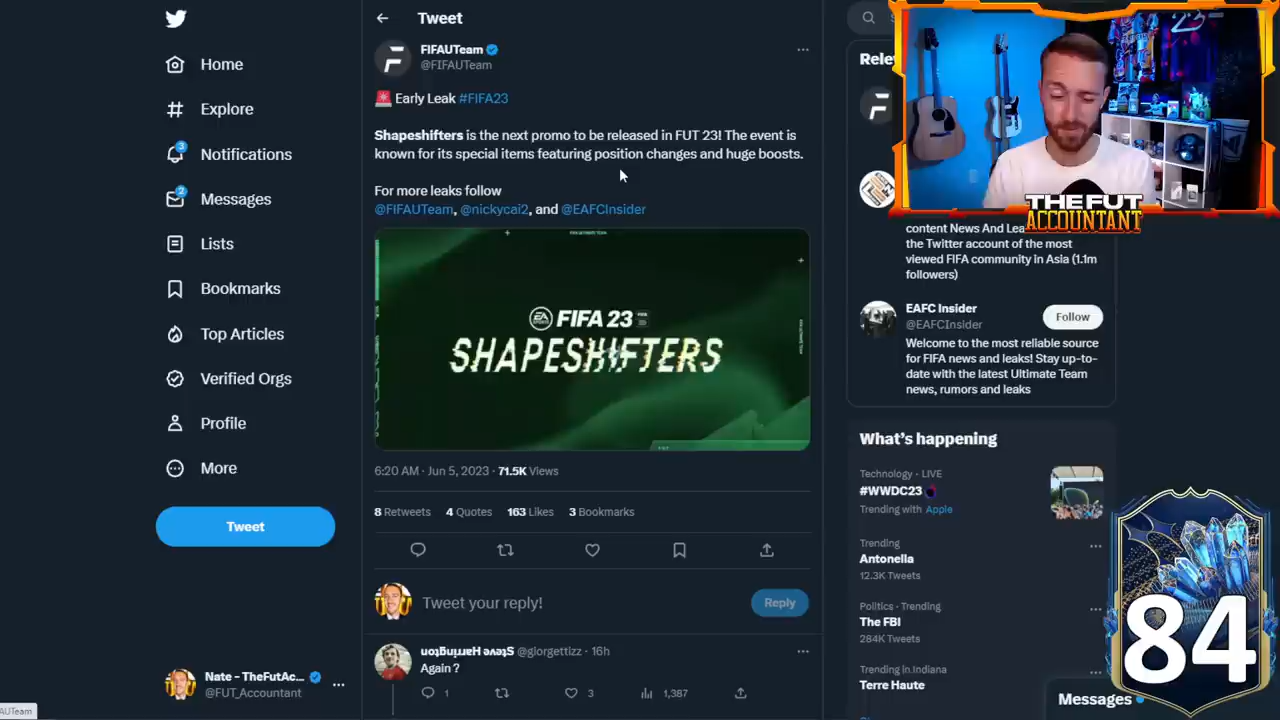 Home
Explore
3
Notifications
2
Messages
Lists
Bookmarks
Top Articles
Verified Orgs
Profile
More
Tweet
Nate - TheFutAc...
@FUT_Accountant
AUTeam
Tweet
FIFAUTeam
@FIFAUTeam
🚨 Early Leak #FIFA23
Shapeshifters is the next promo to be released in FUT 23! The event is
known for its special items featuring position changes and huge boosts.
For more leaks follow
@FIFAUTeam, @nickycai2, and @EAFCInsider
EA SPORTS FIFA 23
SHAPESHIFTERS
6:20 AM · Jun 5, 2023 · 71.5K Views
8 Retweets 4 Quotes 163 Likes 3 Bookmarks
Tweet your reply!
Reply
uoʇƃuᴉɹɹɐH ǝʌǝʇS @glorgettizz · 16h
Again ?
1 3 1,387
Rele
THE FUT
ACCOUNTANT
content News And Lea
the Twitter account of the most
viewed FIFA community in Asia (1.1m
followers)
EAFC Insider
@EAFCInsider
Follow
Welcome to the most reliable source
for FIFA news and leaks! Stay up-to-
date with the latest Ultimate Team
news, rumors and leaks
What's happening
Technology · LIVE
#WWDC23
Trending with Apple
Trending
Antonella
12.3K Tweets
Politics · Trending
The FBI
284K Tweets
Trending in Indiana
Terre Haute
Messages
84